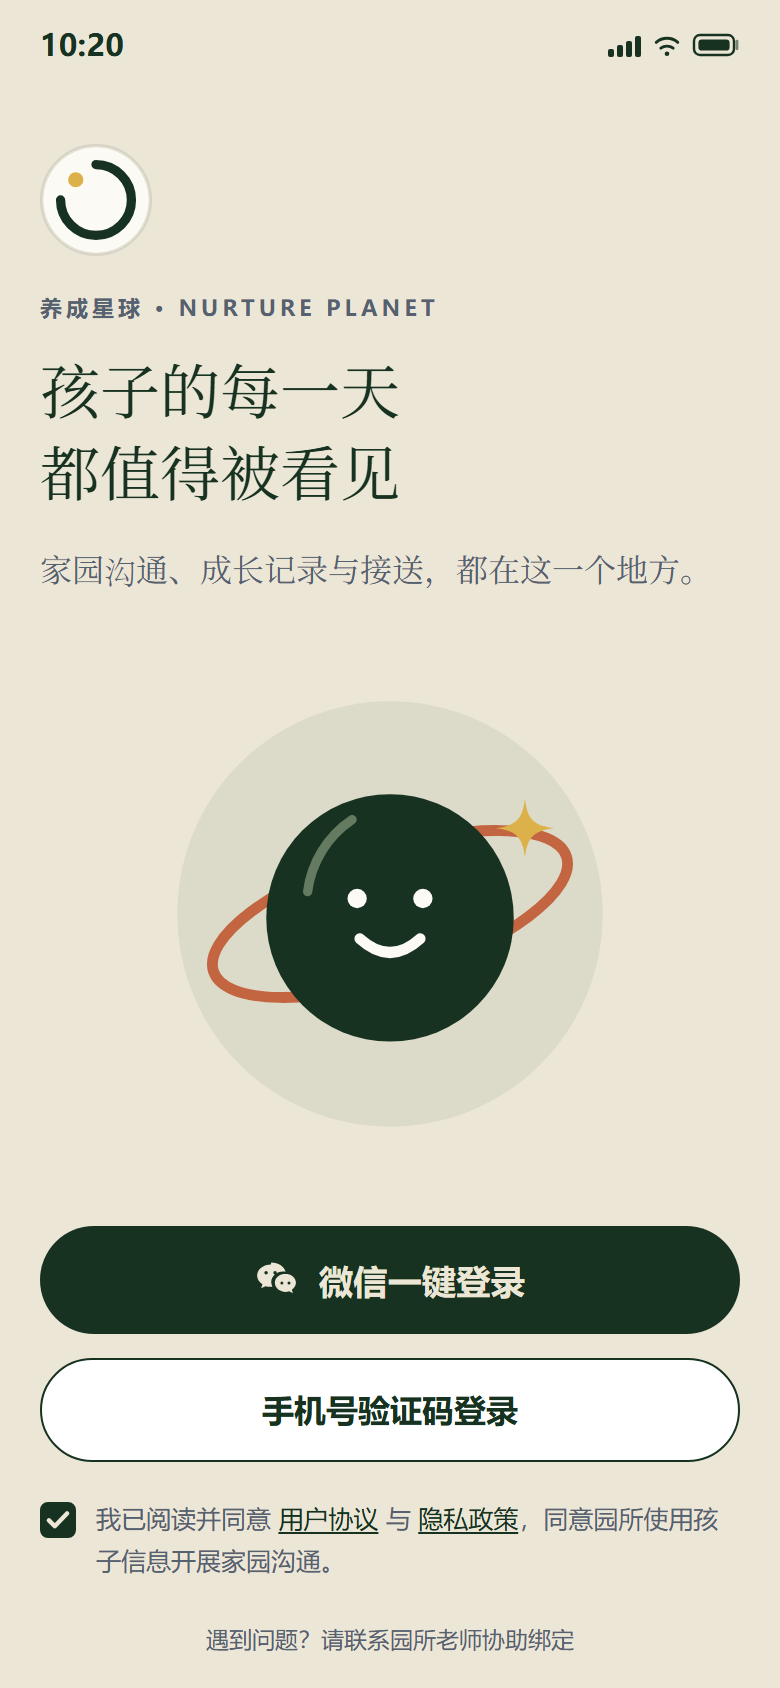 10:20
养成星球 • NURTURE PLANET
孩子的每一天
都值得被看见
家园沟通、成长记录与接送，都在这一个地方。
微信一键登录
手机号验证码登录
我已阅读并同意 用户协议 与 隐私政策，同意园所使用孩
子信息开展家园沟通。
遇到问题？请联系园所老师协助绑定